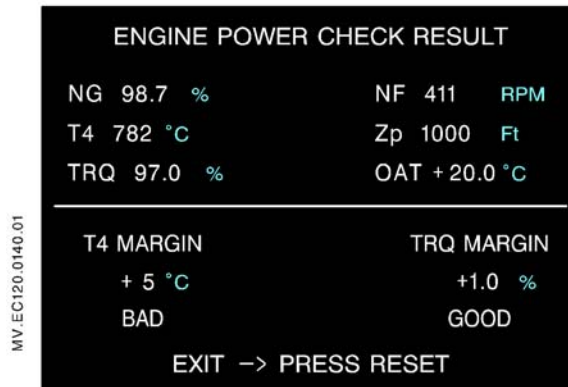 ENGINE POWER CHECK RESULT
NG 98.7 % NF 411 RPM
T4 782 °C Zp 1000 Ft
TRQ 97.0 % OAT + 20.0 °C
T4 MARGIN TRQ MARGIN
+ 5 °C +1.0 %
BAD GOOD
EXIT –> PRESS RESET
MV.EC120.0140.01